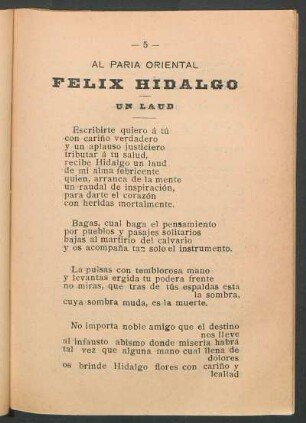 — 5 —
AL PARIA ORIENTAL
FELIX HIDALGO
UN LAUD
Escribirte quiero á tú
con cariño verdadero
y un aplauso justiciero
tributar á tu salud,
recibe Hidalgo un laud
de mi alma febricente
quien, arranca de la mente
un raudal de inspiración,
para darte el corazón
con heridas mortalmente.
Bagas, cual baga el pensamiento
por pueblos y pasajes solitarios
bajas al martirio del calvario
y os acompaña tan solo el instrumento.
La pulsas con temblorosa mano
y levantas ergida tu podera frente
no miras, que tras de tús espaldas esta
la sombra,
cuya sombra muda, es la muerte.
No importa noble amigo que el destino
nos lleve
al infausto abismo donde miseria habrá
tal vez que alguna mano cual llena de
dolores
os brinde Hidalgo flores con cariño y
lealtad